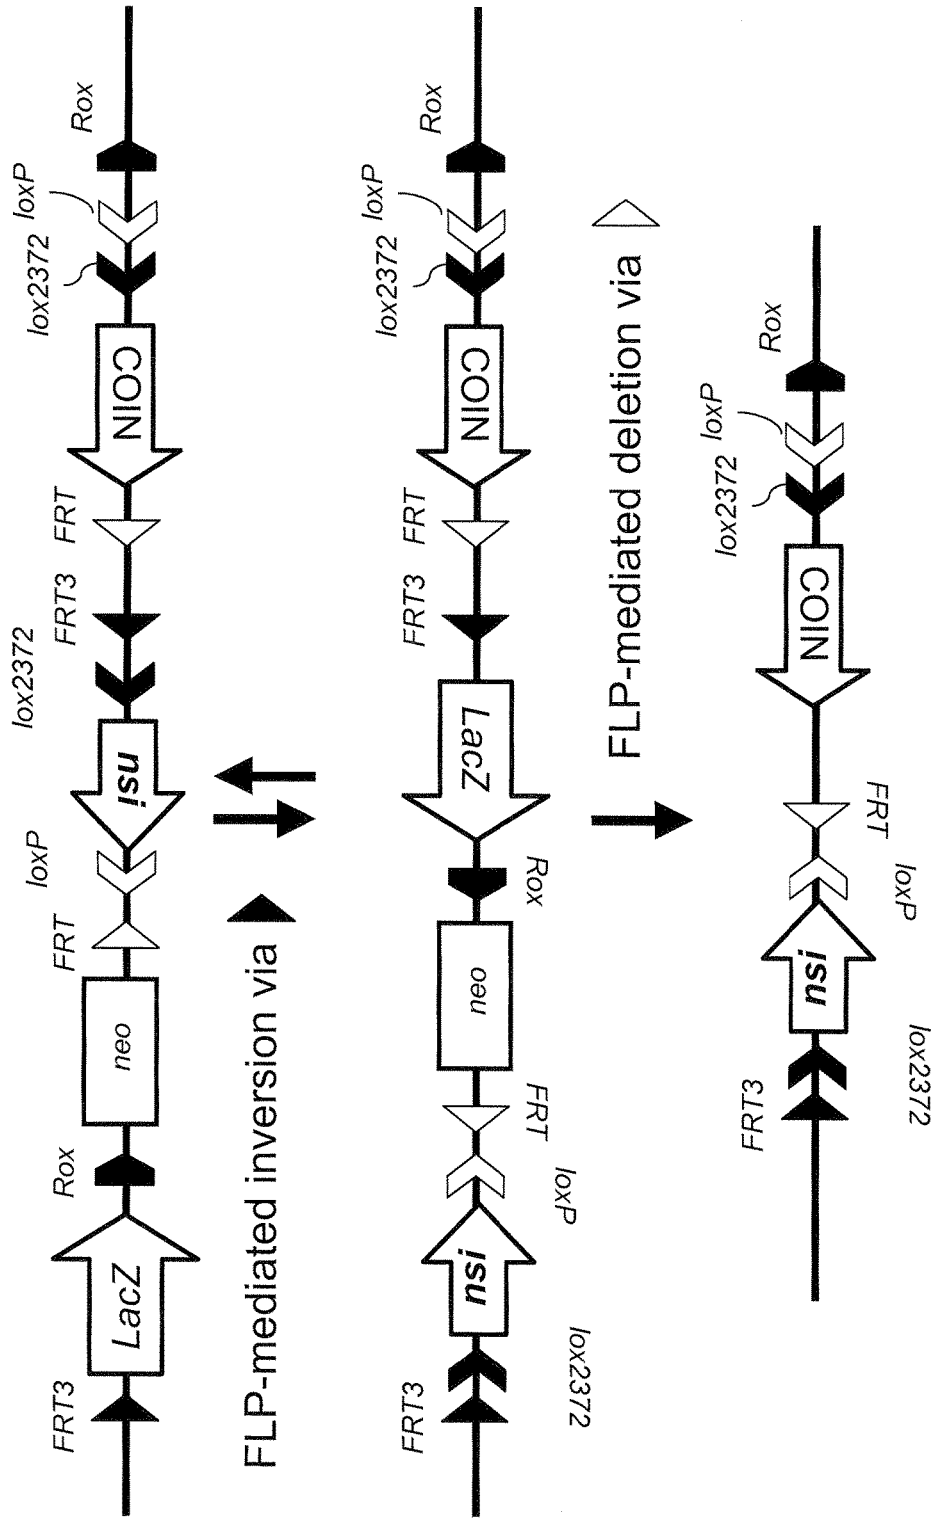 FRT3
LacZ
Rox
neo
FRT
loxP
nsi
lox2372
FRT3
FRT
COIN
lox2372
loxP
Rox
FLP-mediated inversion via
FRT3
lox2372
nsi
loxP
FRT
neo
Rox
LacZ
FRT3
FRT
COIN
lox2372
loxP
Rox
FLP-mediated deletion via
FRT3
lox2372
nsi
loxP
FRT
COIN
lox2372
loxP
Rox